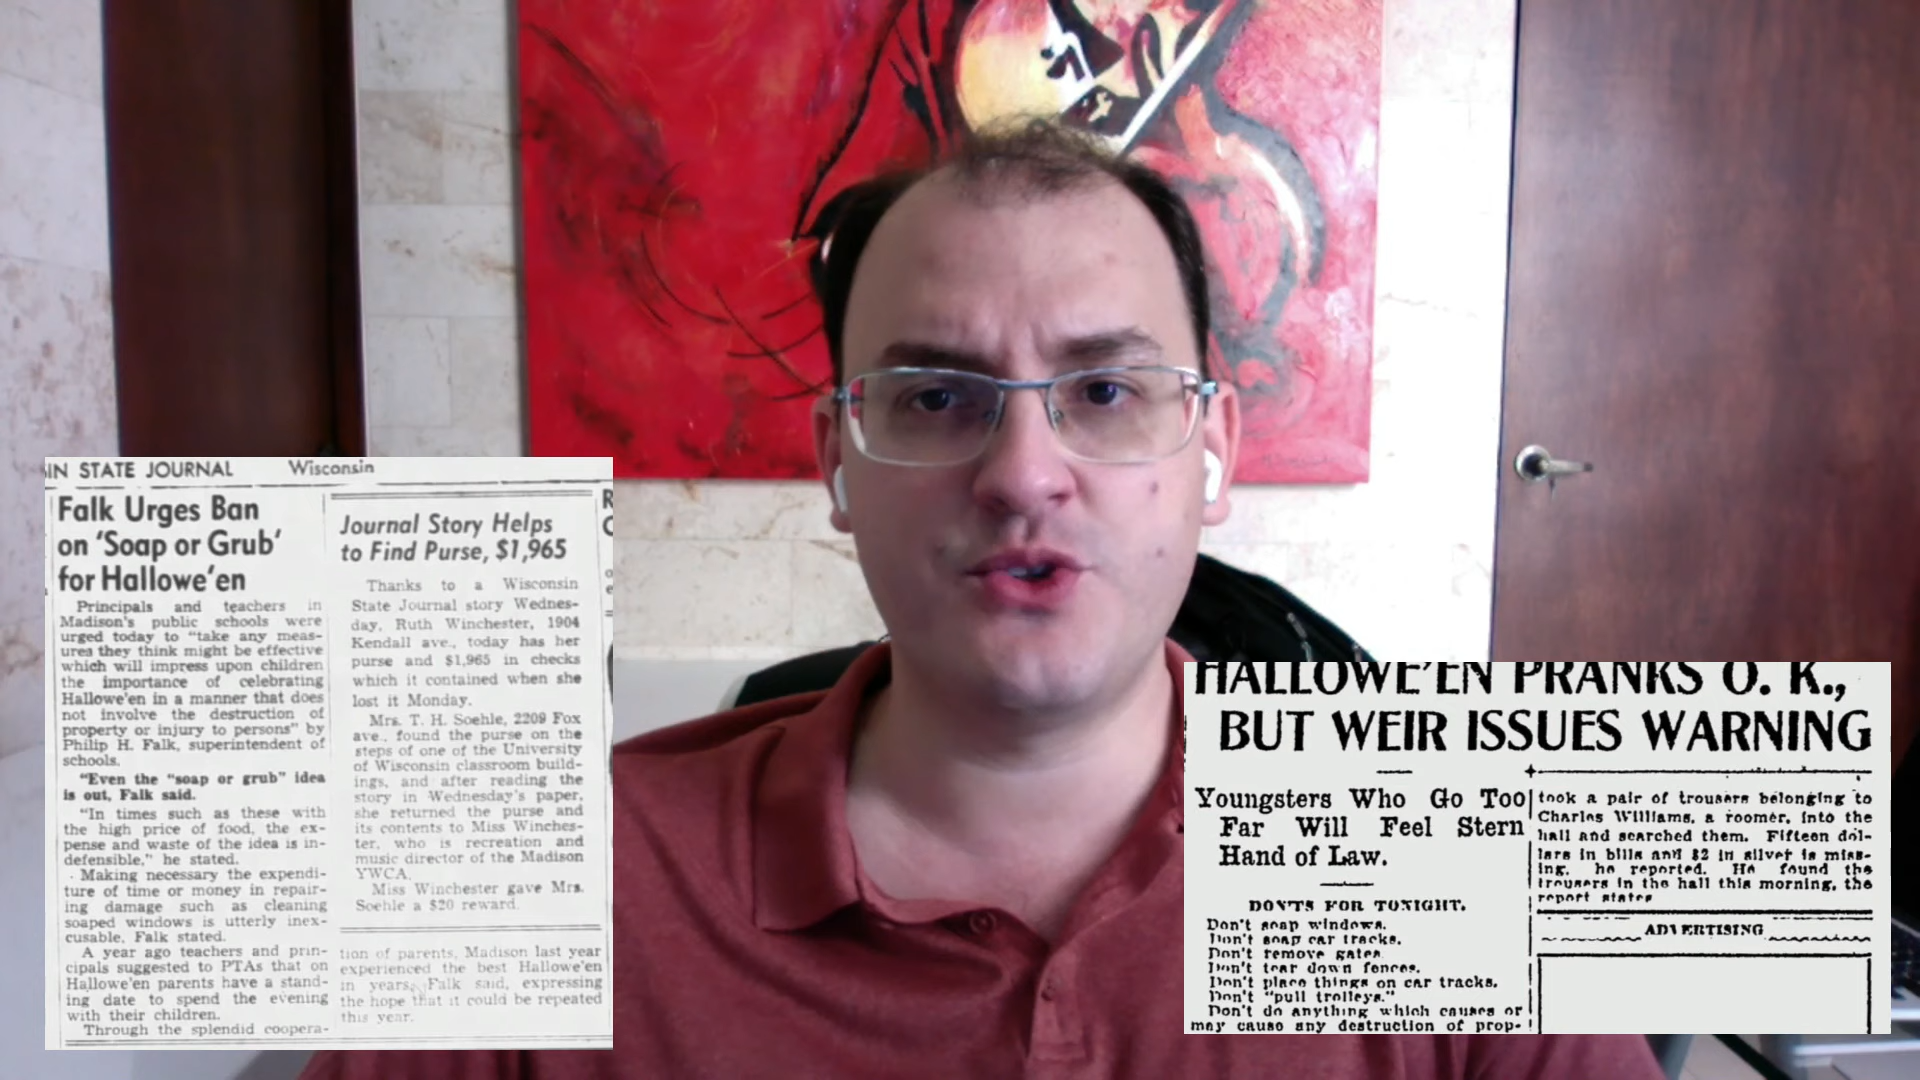 IN STATE JOURNAL Wisconsin
Falk Urges Ban
on 'Soap or Grub'
for Hallowe'en
Principals and teachers in
Madison's public schools were
urged today to "take any meas-
ures they think might be effective
which will impress upon children
the importance of celebrating
Hallowe'en in a manner that does
not involve the destruction of
property or injury to persons" by
Philip H. Falk, superintendent of
schools.
"Even the "soap or grub" idea
is out, Falk said.
"In times such as these with
the high price of food, the ex-
pense and waste of the idea is in-
defensible," he stated.
Making necessary the expendi-
ture of time or money in repair-
ing damage such as cleaning
soaped windows is utterly inex-
cusable, Falk stated.
A year ago teachers and prin-
cipals suggested to PTAs that on
Hallowe'en parents have a stand-
ing date to spend the evening
with their children.
Through the splendid coopera-
Journal Story Helps
to Find Purse, $1,965
Thanks to a Wisconsin
State Journal story Wednes-
day, Ruth Winchester, 1904
Kendall ave., today has her
purse and $1,965 in checks
which it contained when she
lost it Monday.
Mrs. T. H. Soehle, 2209 Fox
ave., found the purse on the
steps of one of the University
of Wisconsin classroom build-
ings, and after reading the
story in Wednesday's paper,
she returned the purse and
its contents to Miss Winches-
ter, who is recreation and
music director of the Madison
YWCA.
Miss Winchester gave Mrs.
Soehle a $20 reward.
tion of parents, Madison last year
experienced the best Hallowe'en
in years, Falk said, expressing
the hope that it could be repeated
this year.
HALLOWE'EN PRANKS O. K.,
BUT WEIR ISSUES WARNING
Youngsters Who Go Too
Far Will Feel Stern
Hand of Law.
DON'TS FOR TONIGHT.
Don't soap windows.
Don't soap car tracks.
Don't remove gates.
Don't tear down fences.
Don't place things on car tracks.
Don't "pull trolleys."
Don't do anything which causes or
may cause any destruction of prop-
took a pair of trousers belonging to
Charles Williams, a roomer, into the
hall and searched them. Fifteen dol-
lars in bills and $2 in silver is miss-
ing, he reported. He found the
trousers in the hall this morning, the
report states
ADVERTISING